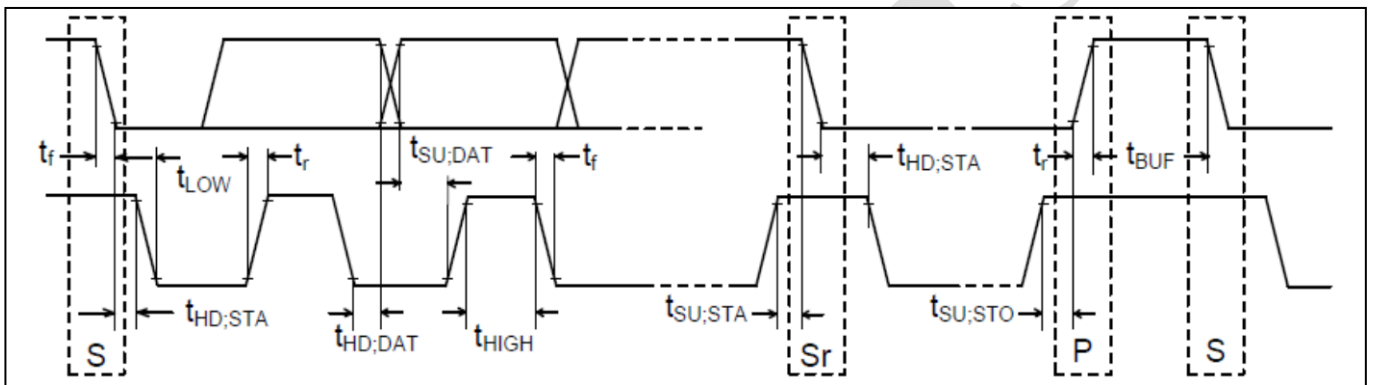 tf
tLOW
tr
tSU;DAT
tf
tHD;STA
tr
tBUF
tHD;STA
tHD;DAT
tHIGH
tSU;STA
tSU;STO
S
Sr
P
S